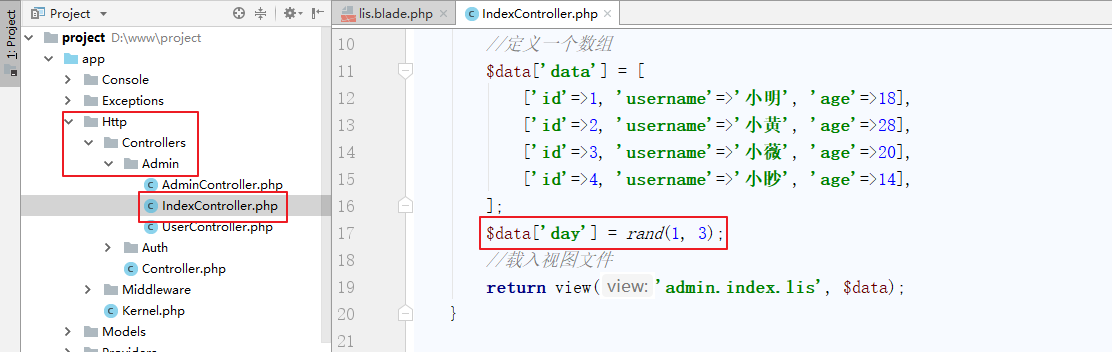 1: Project
Project
project D:\www\project
app
Console
Exceptions
Http
Controllers
Admin
AdminController.php
IndexController.php
UserController.php
Auth
Controller.php
Middleware
Kernel.php
Models
Providers
lis.blade.php
IndexController.php
10 //定义一个数组
11 $data['data'] = [
12 ['id'=>1, 'username'=>'小明', 'age'=>18],
13 ['id'=>2, 'username'=>'小黄', 'age'=>28],
14 ['id'=>3, 'username'=>'小薇', 'age'=>20],
15 ['id'=>4, 'username'=>'小眇', 'age'=>14],
16 ];
17 $data['day'] = rand(1, 3);
18 //载入视图文件
19 return view( view: 'admin.index.lis', $data);
20 }
21